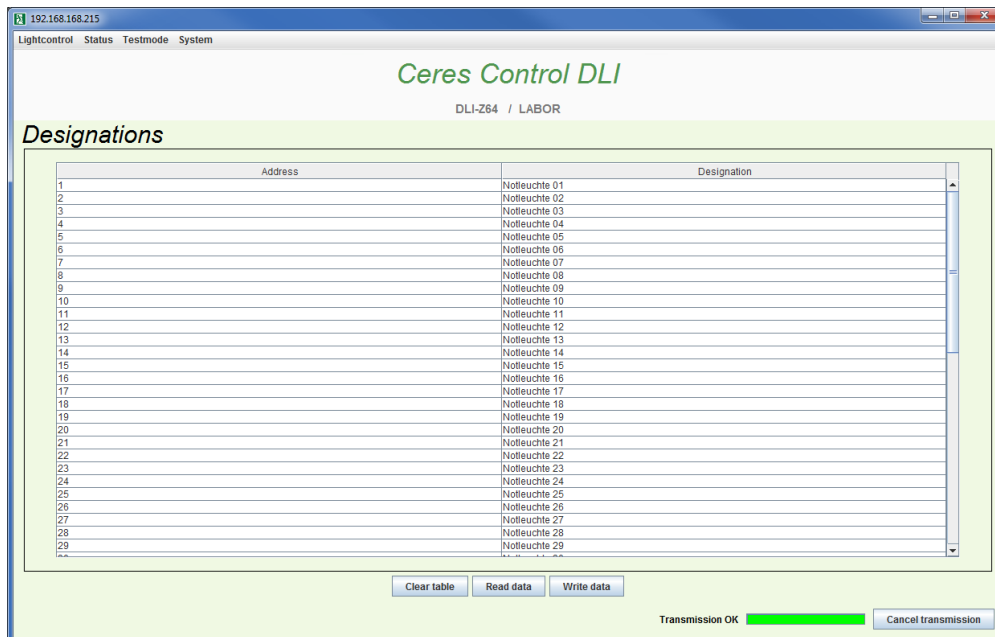 192.168.168.215
Lightcontrol Status Testmode System
Ceres Control DLI
DLI-Z64 / LABOR
Designations
Address Designation
1 Notleuchte 01
2 Notleuchte 02
3 Notleuchte 03
4 Notleuchte 04
5 Notleuchte 05
6 Notleuchte 06
7 Notleuchte 07
8 Notleuchte 08
9 Notleuchte 09
10 Notleuchte 10
11 Notleuchte 11
12 Notleuchte 12
13 Notleuchte 13
14 Notleuchte 14
15 Notleuchte 15
16 Notleuchte 16
17 Notleuchte 17
18 Notleuchte 18
19 Notleuchte 19
20 Notleuchte 20
21 Notleuchte 21
22 Notleuchte 22
23 Notleuchte 23
24 Notleuchte 24
25 Notleuchte 25
26 Notleuchte 26
27 Notleuchte 27
28 Notleuchte 28
29 Notleuchte 29
Clear table Read data Write data
Transmission OK Cancel transmission